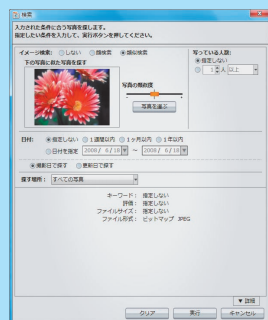 検索
入力された条件に合う写真を探します。
指定したい条件を入力して、実行ボタンを押してください。
イメージ検索: しない 顔検索 類似検索 写っている人数:
下の写真に似た写真を探す 指定しない
1 人 以上
写真の類似度
写真を選ぶ
日付: 指定しない 1週間以内 1ヶ月以内 1年以内
日付を指定 2008/ 6/18 ~ 2008/ 6/18
撮影日で探す 更新日で探す
探す場所: すべての写真
キーワード: 指定しない
評価: 指定しない
ファイルサイズ: 指定しない
ファイル形式: ビットマップ JPEG
▼ 詳細
クリア 実行 キャンセル